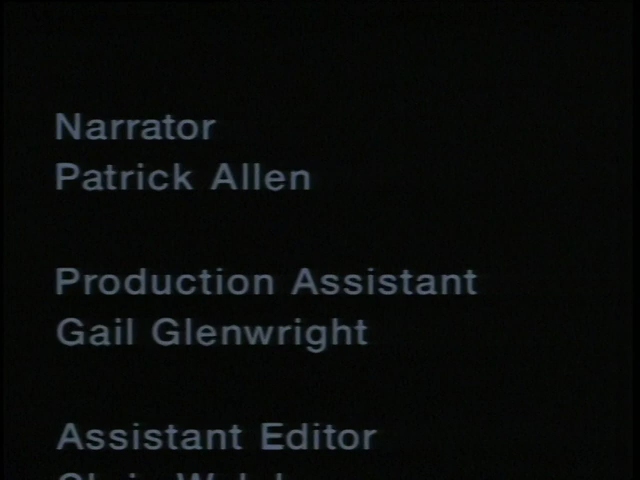 Narrator
Patrick Allen
Production Assistant
Gail Glenwright
Assistant Editor